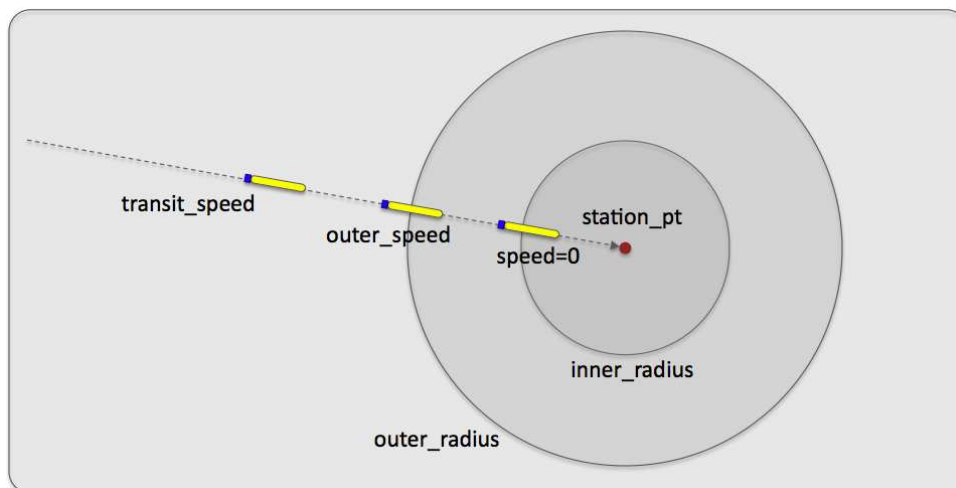 transit_speed
outer_speed
station_pt
speed=0
inner_radius
outer_radius